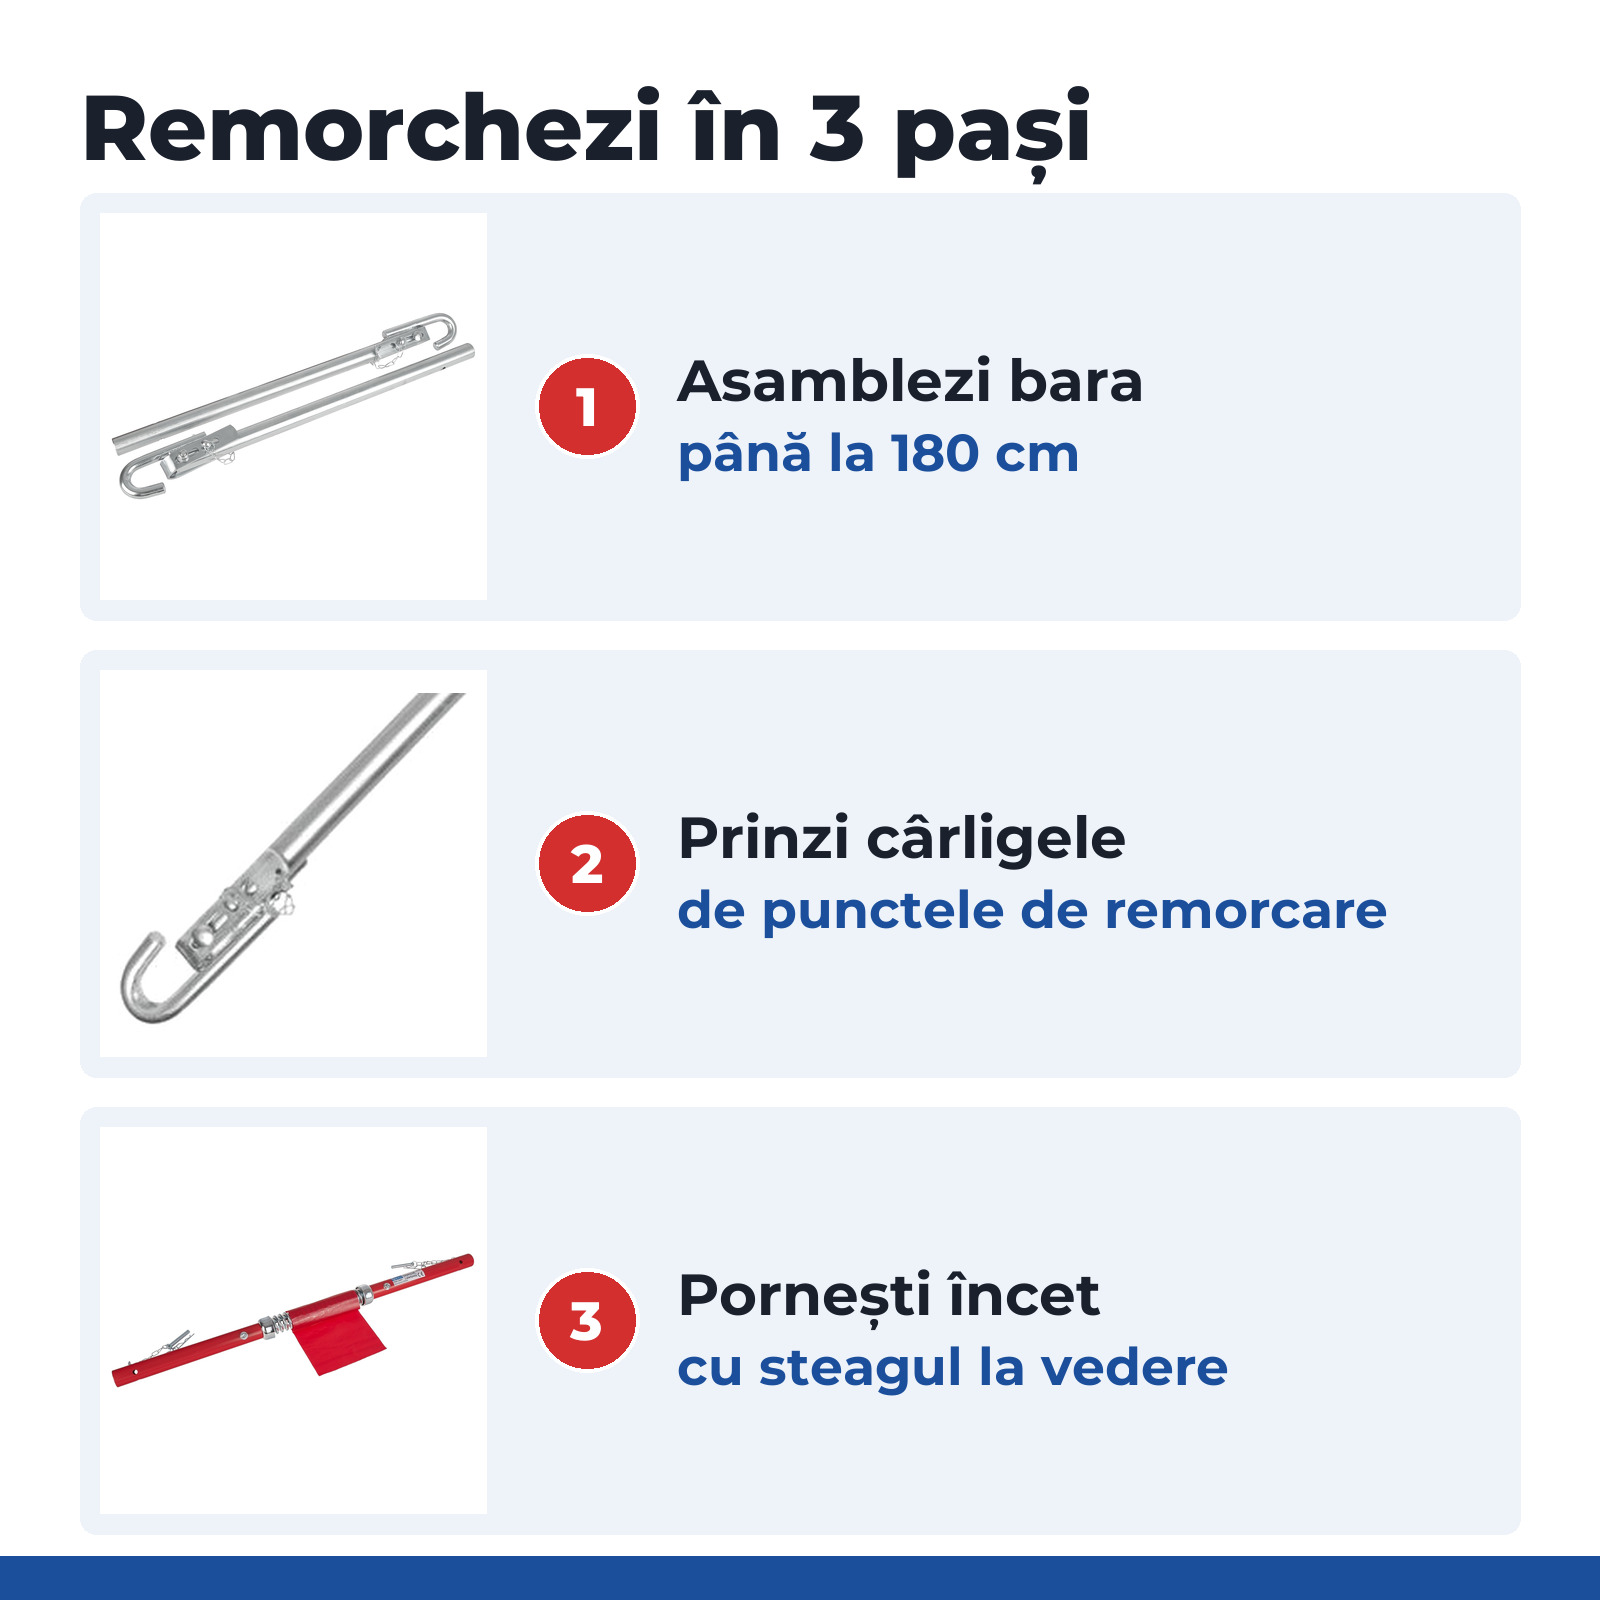 Remorchezi în 3 pași
1
Asamblezi bara
până la 180 cm
2
Prinzi cârligele
de punctele de remorcare
3
Pornești încet
cu steagul la vedere